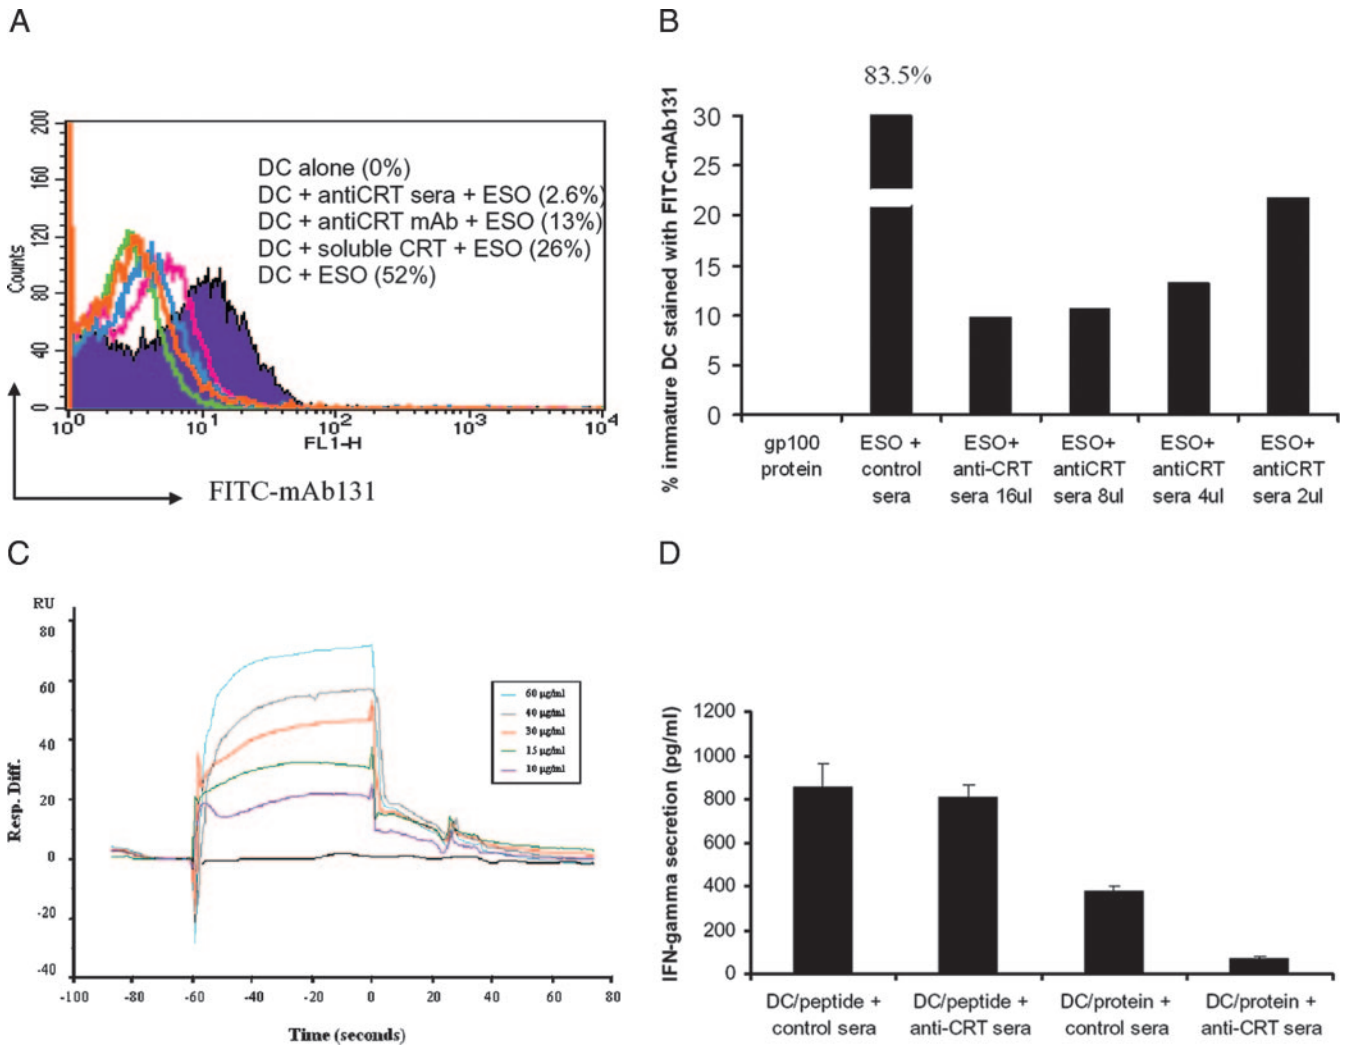 A
Counts
200
160
120
80
40
0
DC alone (0%)
DC + antiCRT sera + ESO (2.6%)
DC + antiCRT mAb + ESO (13%)
DC + soluble CRT + ESO (26%)
DC + ESO (52%)
10^0 10^1 10^2 10^3 10^4
FL1-H
FITC-mAb131
B
% immature DC stained with FITC-mAb131
83.5%
30
25
20
15
10
5
0
gp100 protein
ESO + control sera
ESO+ anti-CRT sera 16ul
ESO+ antiCRT sera 8ul
ESO+ antiCRT sera 4ul
ESO+ antiCRT sera 2ul
C
RU
Resp. Diff.
80
60
40
20
0
-20
-40
60 µg/ml
40 µg/ml
30 µg/ml
15 µg/ml
10 µg/ml
-100 -80 -60 -40 -20 0 20 40 60 80
Time (seconds)
D
IFN-gamma secretion (pg/ml)
1200
1000
800
600
400
200
0
DC/peptide + control sera
DC/peptide + anti-CRT sera
DC/protein + control sera
DC/protein + anti-CRT sera